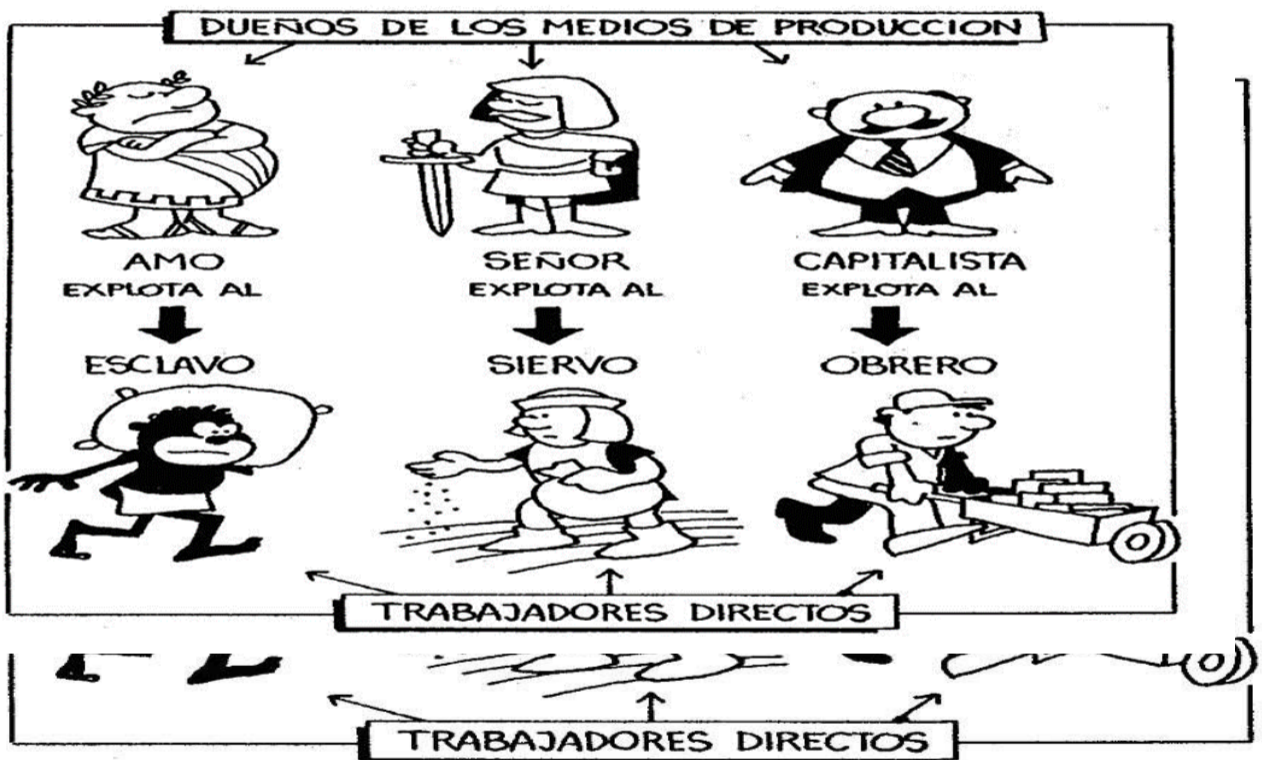 DUEÑOS DE LOS MEDIOS DE PRODUCCION
AMO
EXPLOTA AL
ESCLAVO
SEÑOR
EXPLOTA AL
SIERVO
CAPITALISTA
EXPLOTA AL
OBRERO
TRABAJADORES DIRECTOS
TRABAJADORES DIRECTOS